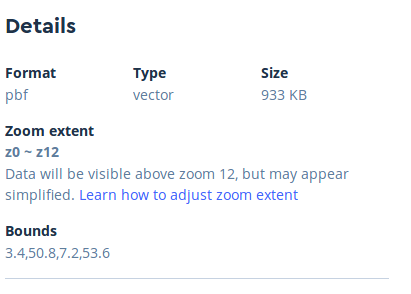 Details
Format Type Size
pbf vector 933 KB
Zoom extent
z0 ~ z12
Data will be visible above zoom 12, but may appear
simplified. Learn how to adjust zoom extent
Bounds
3.4,50.8,7.2,53.6